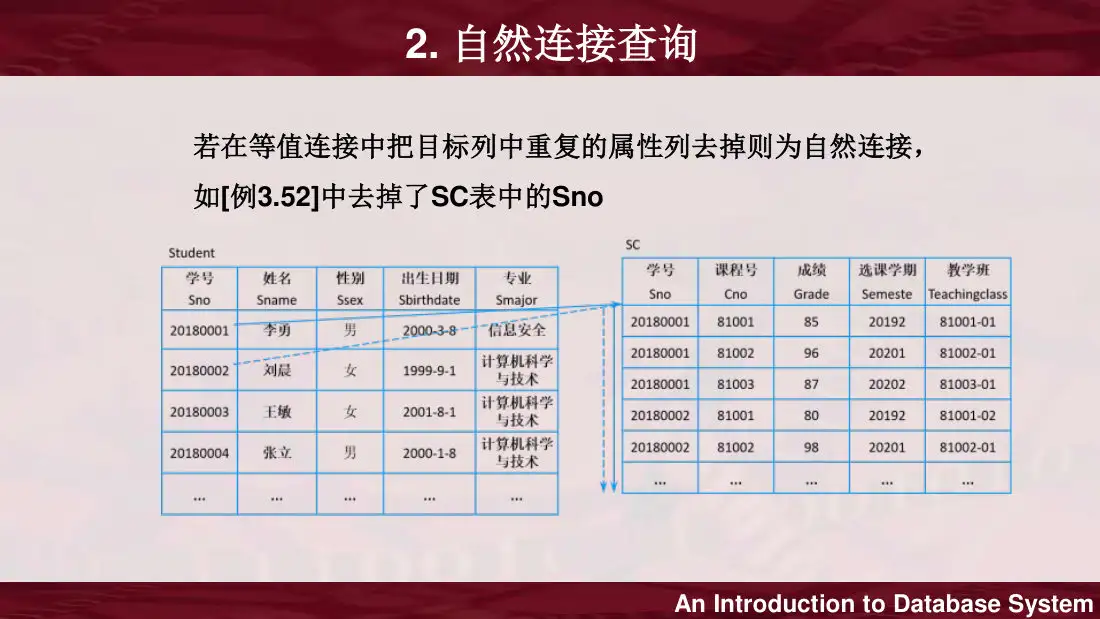 2. 自然连接查询
若在等值连接中把目标列中重复的属性列去掉则为自然连接，
如[例3.52]中去掉了SC表中的Sno
Student
学号 姓名 性别 出生日期 专业
Sno Sname Ssex Sbirthdate Smajor
20180001 李勇 男 2000-3-8 信息安全
20180002 刘晨 女 1999-9-1 计算机科学
与技术
20180003 王敏 女 2001-8-1 计算机科学
与技术
20180004 张立 男 2000-1-8 计算机科学
与技术
... ... ... ... ...
SC
学号 课程号 成绩 选课学期 教学班
Sno Cno Grade Semeste Teachingclass
20180001 81001 85 20192 81001-01
20180001 81002 96 20201 81002-01
20180001 81003 87 20202 81003-01
20180002 81001 80 20192 81001-02
20180002 81002 98 20201 81002-01
... ... ... ... ...
An Introduction to Database System